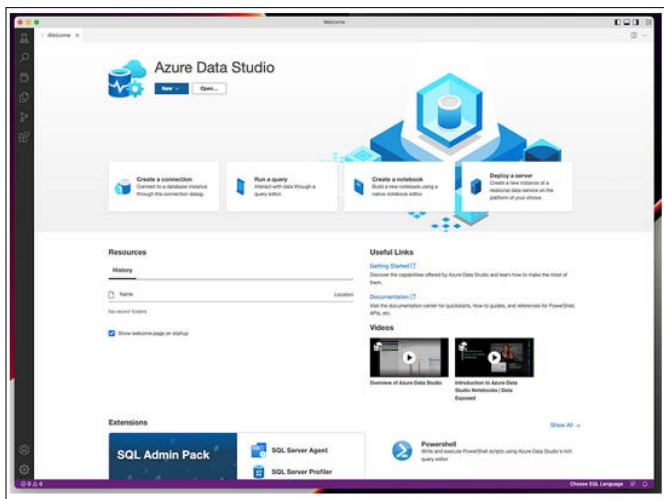 Welcome
Welcome
Azure Data Studio
New
Open...
Create a connection
Connect to a database instance
through the connection dialog.
Run a query
Interact with data through a
query editor.
Create a notebook
Build a new notebook using a
native notebook editor.
Deploy a server
Create a new instance of a
relational data service on the
platform of your choice.
Resources
History
Name Location
No recent folders
Show welcome page on startup
Useful Links
Getting Started
Discover the capabilities offered by Azure Data Studio and learn how to make the most of
them.
Documentation
Visit the documentation center for quickstarts, how-to guides, and references for PowerShell,
APIs, etc.
Videos
Overview of Azure Data Studio
Introduction to Azure Data
Studio Notebooks | Data
Exposed
Extensions
Show All →
SQL Admin Pack
SQL Server Agent
SQL Server Profiler
Powershell
Write and execute PowerShell scripts using Azure Data Studio's rich
query editor
0 0
Choose SQL Language